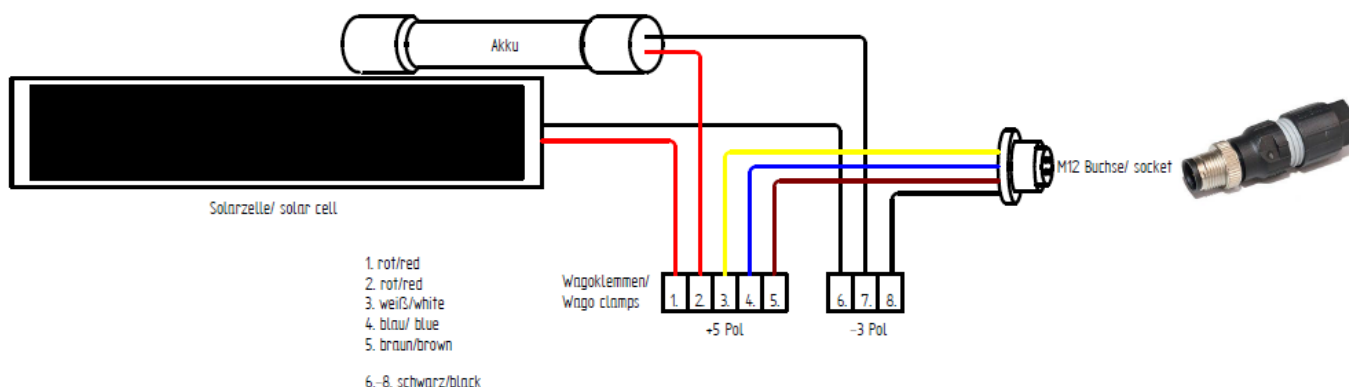 Akku
M12 Buchse/ socket
Solarzelle/ solar cell
1. rot/red
2. rot/red
3. weiß/white
4. blau/ blue
5. braun/brown
6.-8. schwarz/black
Wagoklemmen/
Wago clamps
1. 2. 3. 4. 5. 6. 7. 8.
+5 Pol -3 Pol